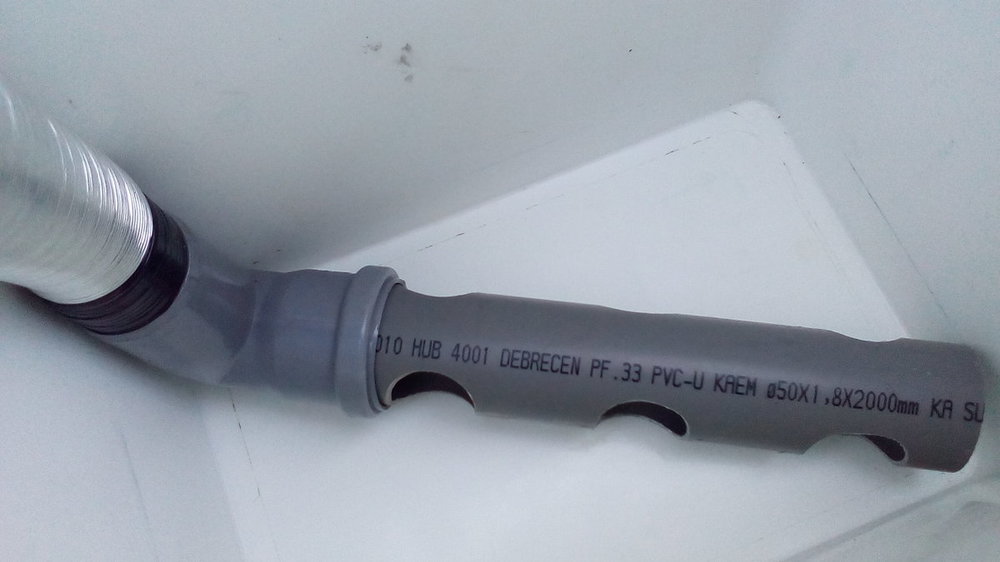 010 HUB 4001 DEBRECEN PF.33 PVC-U KAEM ø50X1,8X2000mm KA SU